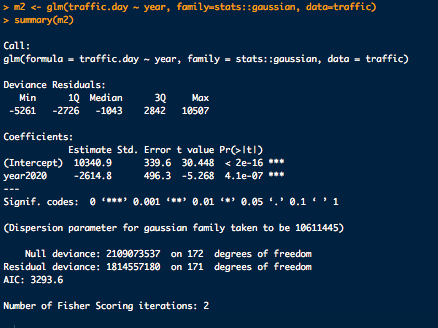 > m2 <- glm(traffic.day ~ year, family=stats::gaussian, data=traffic)
> summary(m2)
Call:
glm(formula = traffic.day ~ year, family = stats::gaussian, data = traffic)
Deviance Residuals:
Min 1Q Median 3Q Max
-5261 -2726 -1043 2842 10507
Coefficients:
Estimate Std. Error t value Pr(>|t|)
(Intercept) 10340.9 339.6 30.448 < 2e-16 ***
year2020 -2614.8 496.3 -5.268 4.1e-07 ***
---
Signif. codes: 0 ‘***’ 0.001 ‘**’ 0.01 ‘*’ 0.05 ‘.’ 0.1 ‘ ’ 1
(Dispersion parameter for gaussian family taken to be 10611445)
Null deviance: 2109073537 on 172 degrees of freedom
Residual deviance: 1814557180 on 171 degrees of freedom
AIC: 3293.6
Number of Fisher Scoring iterations: 2